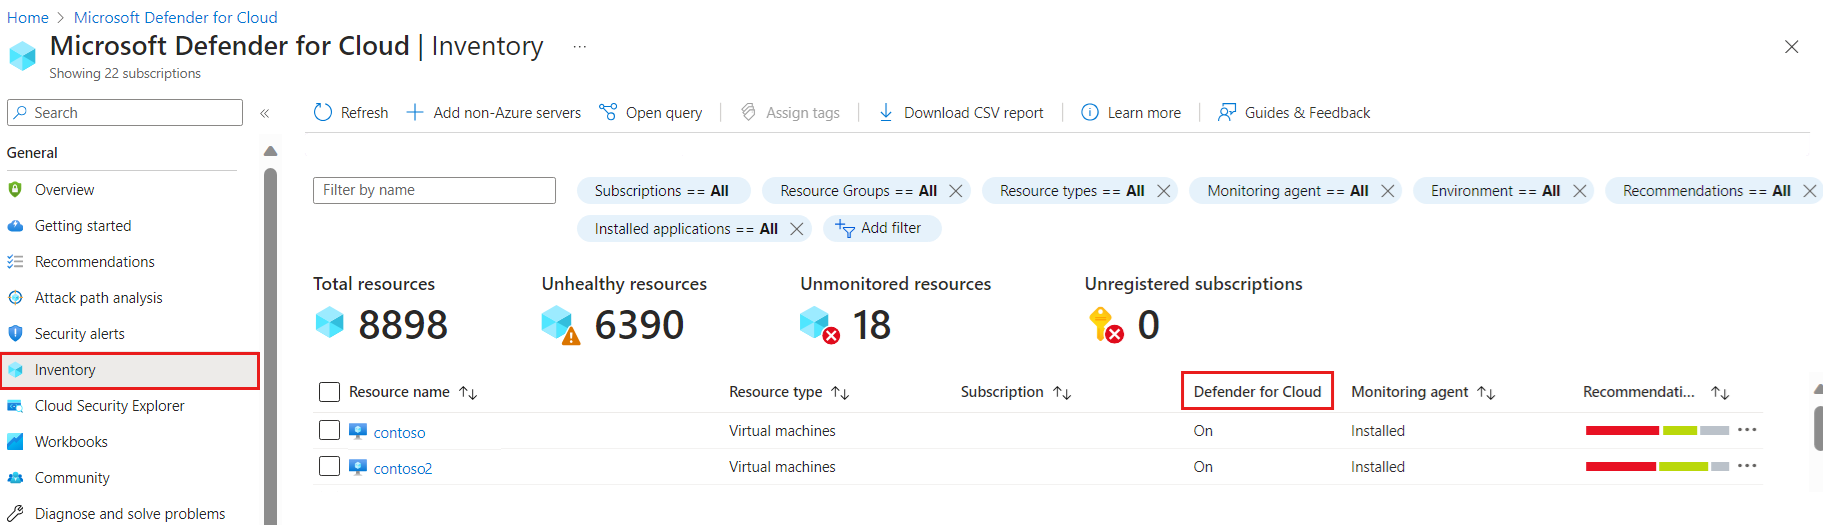 Home > Microsoft Defender for Cloud
Microsoft Defender for Cloud | Inventory ...
Showing 22 subscriptions
Search «
Refresh Add non-Azure servers Open query Assign tags Download CSV report Learn more Guides & Feedback
General
Overview
Getting started
Recommendations
Attack path analysis
Security alerts
Inventory
Cloud Security Explorer
Workbooks
Community
Diagnose and solve problems
Filter by name
Subscriptions == All Resource Groups == All Resource types == All Monitoring agent == All Environment == All Recommendations == All
Installed applications == All Add filter
Total resources Unhealthy resources Unmonitored resources Unregistered subscriptions
8898 6390 18 0
Resource name Resource type Subscription Defender for Cloud Monitoring agent Recommendati...
contoso Virtual machines On Installed ...
contoso2 Virtual machines On Installed ...